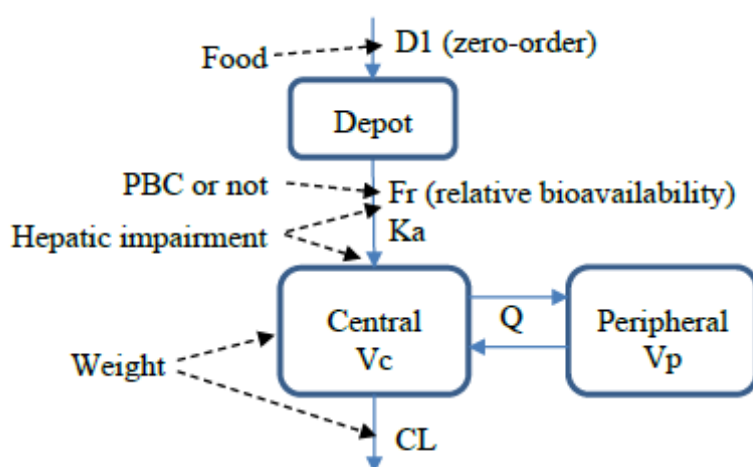 D1 (zero-order)
Food
Depot
PBC or not
Fr (relative bioavailability)
Ka
Hepatic impairment
Central
Vc
Q
Peripheral
Vp
Weight
CL